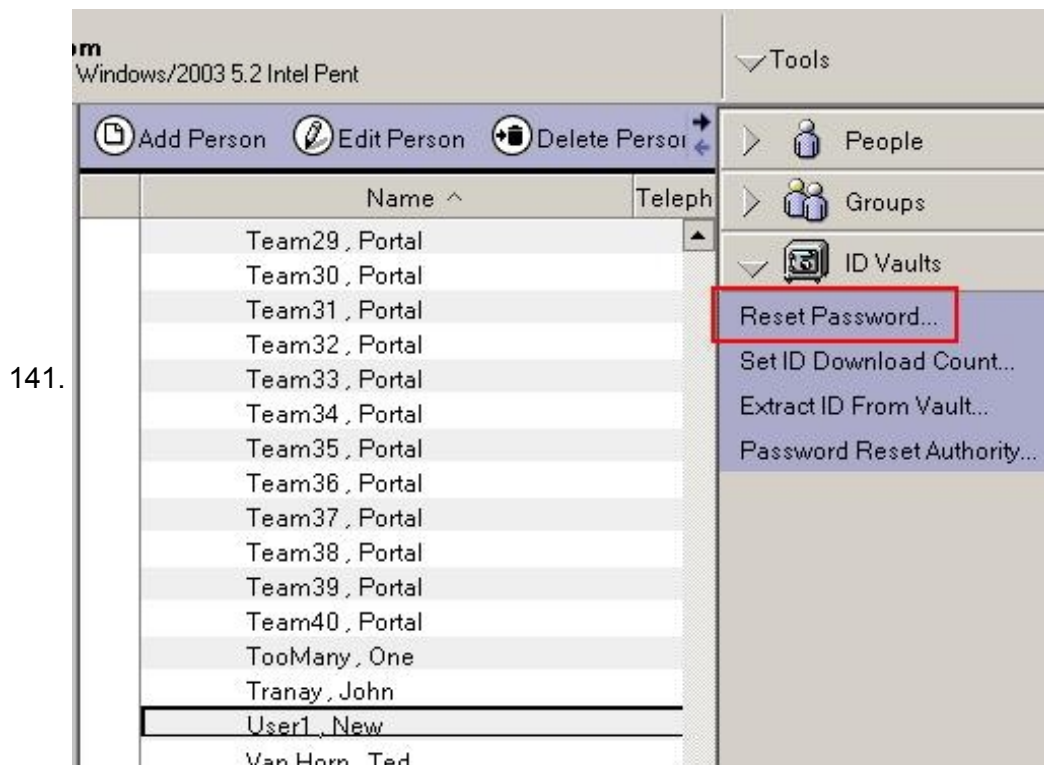 m
Windows/2003 5.2 Intel Pent
Tools
Add Person Edit Person Delete Person
People
Name ^ Teleph
Groups
Team29 , Portal
Team30 , Portal
ID Vaults
Team31 , Portal
Reset Password...
Team32 , Portal
Set ID Download Count...
141.
Team33 , Portal
Team34 , Portal
Extract ID From Vault...
Team35 , Portal
Password Reset Authority...
Team36 , Portal
Team37 , Portal
Team38 , Portal
Team39 , Portal
Team40 , Portal
TooMany , One
Tranay , John
User1 , New
Van Horn , Ted